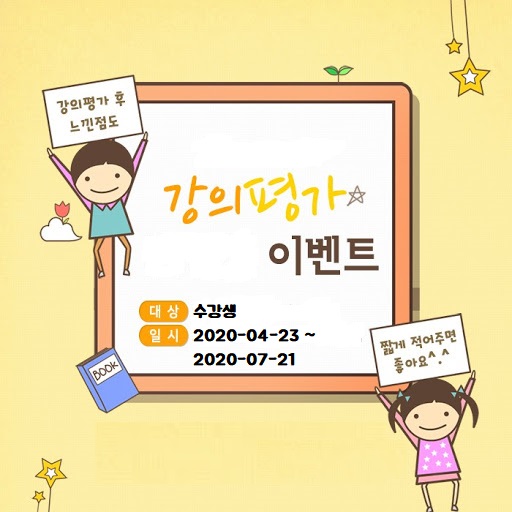 강의평가 후
느낀점도
강의평가
이벤트
대상 수강생
일시 2020-04-23 ~
2020-07-21
BOOK
짧게 적어주면
좋아요^.^